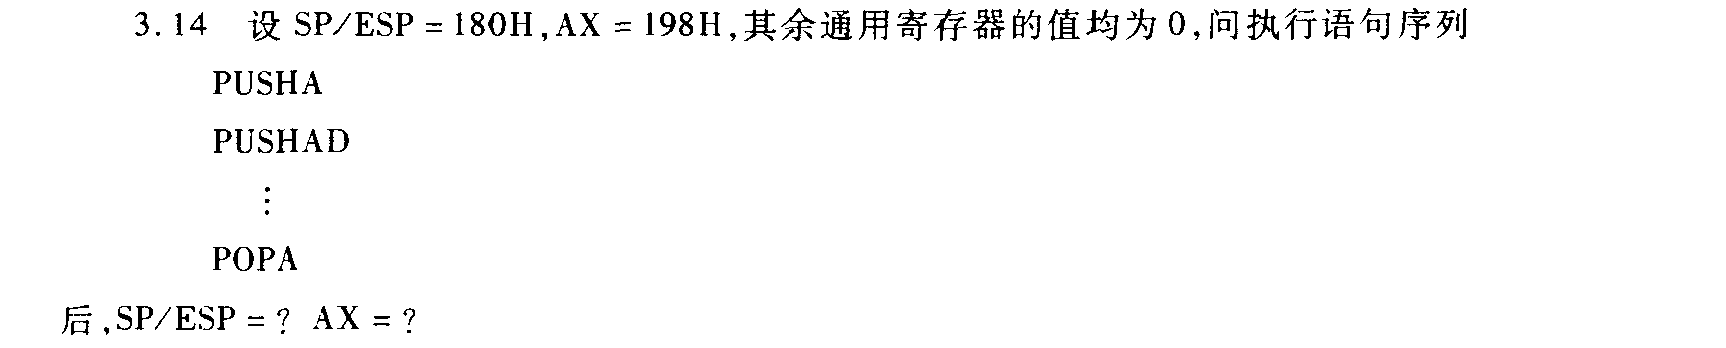 3.14 设 SP/ESP = 180H,AX = 198H,其余通用寄存器的值均为 0,问执行语句序列
PUSHA
PUSHAD
⋮
POPA
后,SP/ESP = ? AX = ?